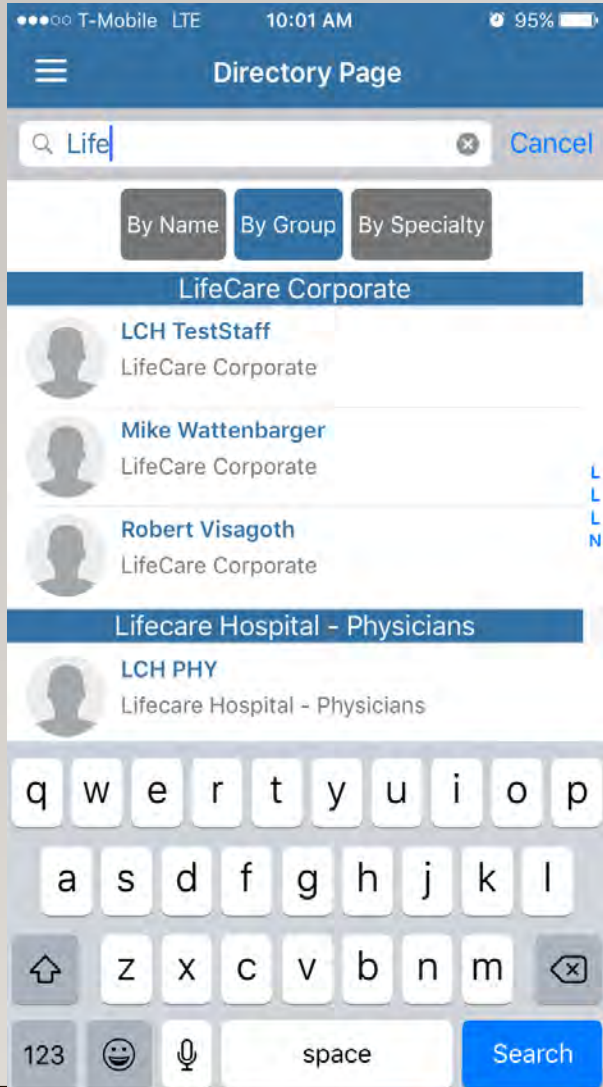 T-Mobile LTE 10:01 AM 95%
Directory Page
Life Cancel
By Name By Group By Specialty
LifeCare Corporate
LCH TestStaff
LifeCare Corporate
Mike Wattenbarger
LifeCare Corporate
Robert Visagoth
LifeCare Corporate
L
L
L
N
Lifecare Hospital - Physicians
LCH PHY
Lifecare Hospital - Physicians
q w e r t y u i o p
a s d f g h j k l
z x c v b n m
123 space Search